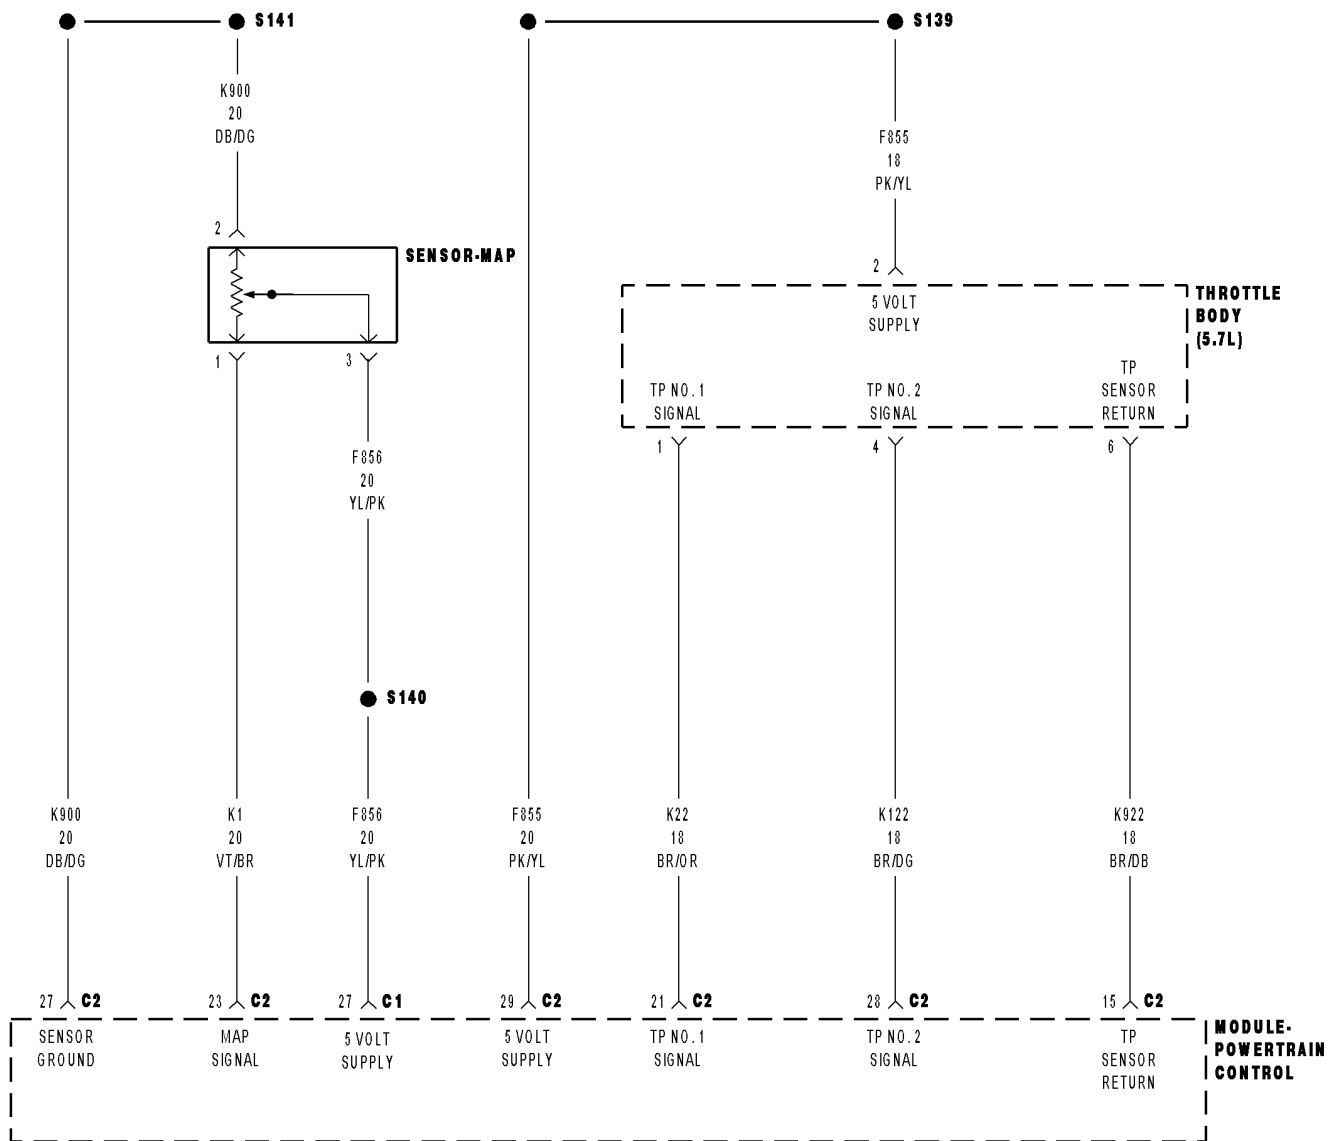 S141
S139
K900
20
DB/DG
F855
18
PK/YL
2
SENSOR-MAP
2
5 VOLT
SUPPLY
THROTTLE
BODY
(5.7L)
1
3
TP NO. 1
SIGNAL
TP NO. 2
SIGNAL
TP
SENSOR
RETURN
1
4
6
F856
20
YL/PK
S140
K900
20
DB/DG
K1
20
VT/BR
F856
20
YL/PK
F855
20
PK/YL
K22
18
BR/OR
K122
18
BR/DG
K922
18
BR/DB
27 C2
23 C2
27 C1
29 C2
21 C2
28 C2
15 C2
SENSOR
GROUND
MAP
SIGNAL
5 VOLT
SUPPLY
5 VOLT
SUPPLY
TP NO. 1
SIGNAL
TP NO. 2
SIGNAL
TP
SENSOR
RETURN
MODULE-
POWERTRAIN
CONTROL